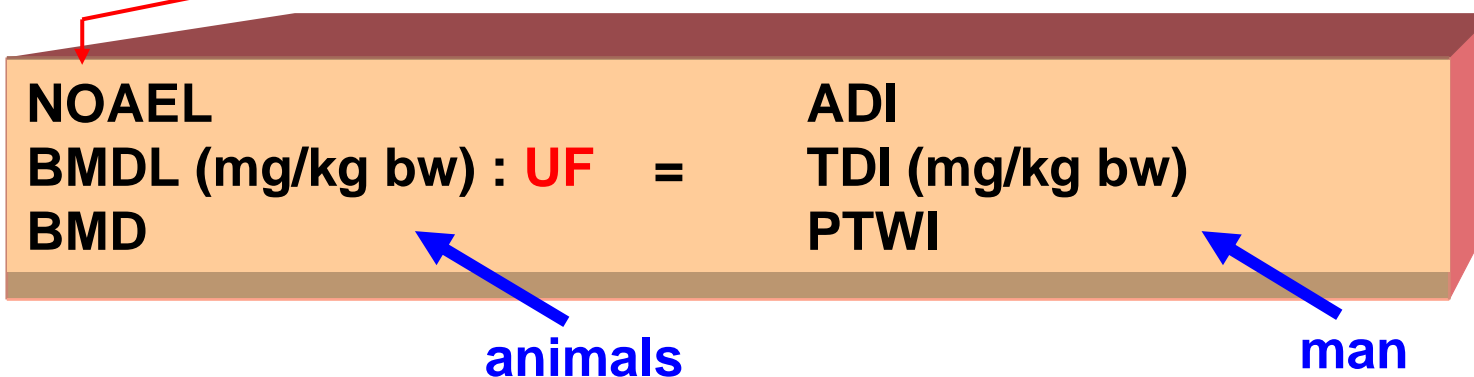 NOAEL ADI
BMDL (mg/kg bw) : UF = TDI (mg/kg bw)
BMD PTWI
animals man